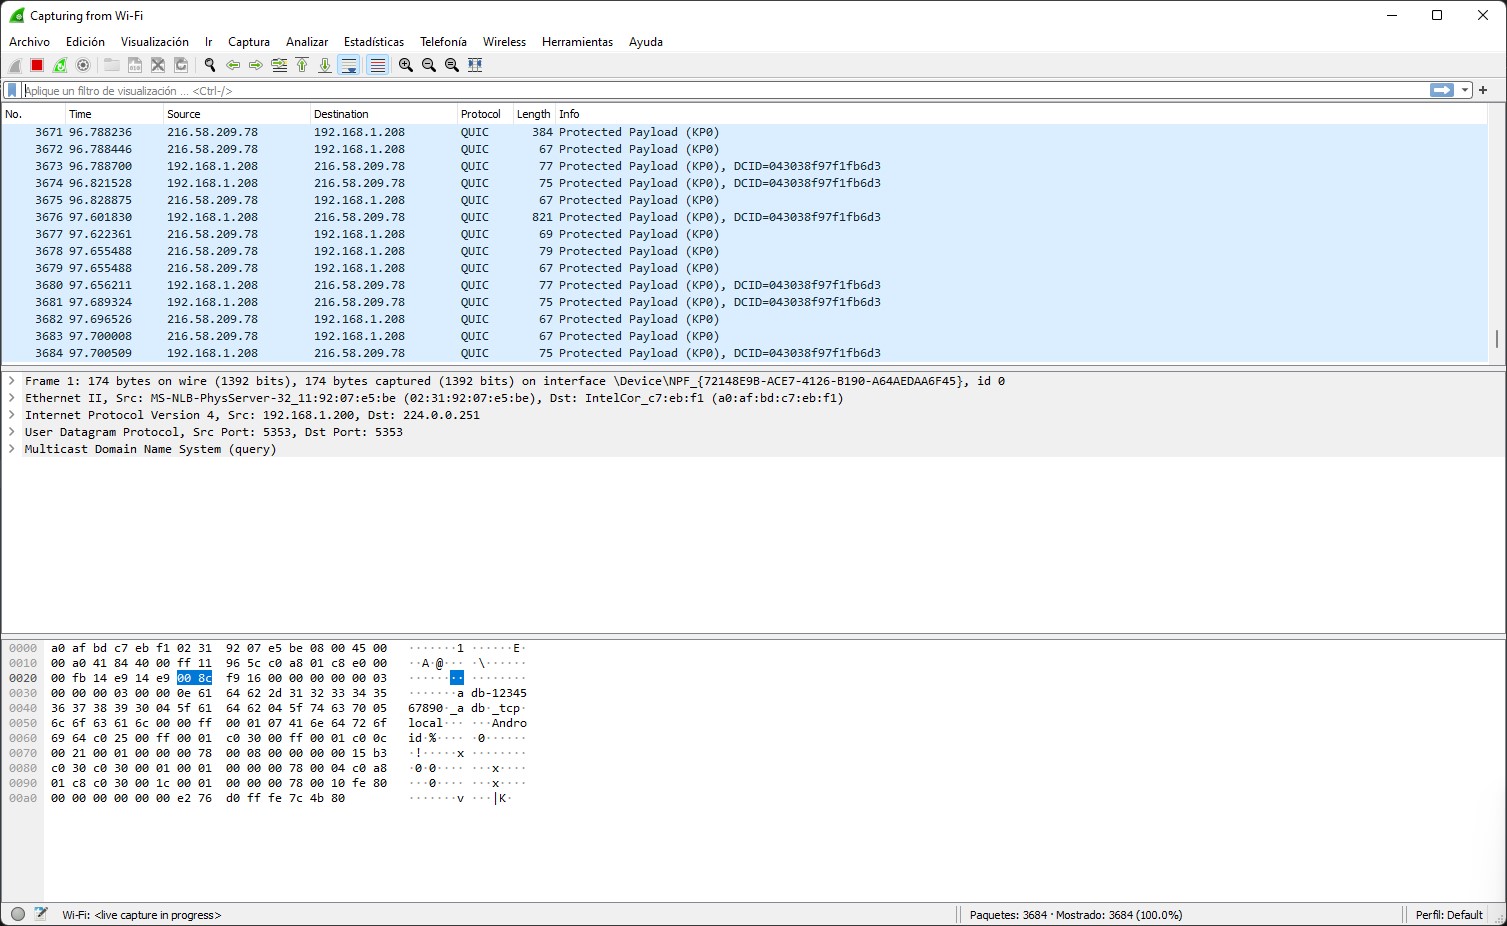 Capturing from Wi-Fi
Archivo Edición Visualización Ir Captura Analizar Estadísticas Telefonía Wireless Herramientas Ayuda
Aplique un filtro de visualización ... <Ctrl-/>
No. Time Source Destination Protocol Length Info
3671 96.788236 216.58.209.78 192.168.1.208 QUIC 384 Protected Payload (KP0)
3672 96.788446 216.58.209.78 192.168.1.208 QUIC 67 Protected Payload (KP0)
3673 96.788700 192.168.1.208 216.58.209.78 QUIC 77 Protected Payload (KP0), DCID=043038f97f1fb6d3
3674 96.821528 192.168.1.208 216.58.209.78 QUIC 75 Protected Payload (KP0), DCID=043038f97f1fb6d3
3675 96.828875 216.58.209.78 192.168.1.208 QUIC 67 Protected Payload (KP0)
3676 97.601830 192.168.1.208 216.58.209.78 QUIC 821 Protected Payload (KP0), DCID=043038f97f1fb6d3
3677 97.622361 216.58.209.78 192.168.1.208 QUIC 69 Protected Payload (KP0)
3678 97.655488 216.58.209.78 192.168.1.208 QUIC 79 Protected Payload (KP0)
3679 97.655488 216.58.209.78 192.168.1.208 QUIC 67 Protected Payload (KP0)
3680 97.656211 192.168.1.208 216.58.209.78 QUIC 77 Protected Payload (KP0), DCID=043038f97f1fb6d3
3681 97.689324 192.168.1.208 216.58.209.78 QUIC 75 Protected Payload (KP0), DCID=043038f97f1fb6d3
3682 97.696526 216.58.209.78 192.168.1.208 QUIC 67 Protected Payload (KP0)
3683 97.700008 216.58.209.78 192.168.1.208 QUIC 67 Protected Payload (KP0)
3684 97.700509 192.168.1.208 216.58.209.78 QUIC 75 Protected Payload (KP0), DCID=043038f97f1fb6d3
Frame 1: 174 bytes on wire (1392 bits), 174 bytes captured (1392 bits) on interface \Device\NPF_{72148E9B-ACE7-4126-B190-A64AEDAA6F45}, id 0
Ethernet II, Src: MS-NLB-PhysServer-32_11:92:07:e5:be (02:31:92:07:e5:be), Dst: IntelCor_c7:eb:f1 (a0:af:bd:c7:eb:f1)
Internet Protocol Version 4, Src: 192.168.1.200, Dst: 224.0.0.251
User Datagram Protocol, Src Port: 5353, Dst Port: 5353
Multicast Domain Name System (query)
0000 a0 af bd c7 eb f1 02 31 92 07 e5 be 08 00 45 00 ·······1 ······E·
0010 00 a0 41 84 40 00 ff 11 96 5c c0 a8 01 c8 e0 00 ··A·@··· ·\······
0020 00 fb 14 e9 14 e9 00 8c f9 16 00 00 00 00 00 03 ········ ········
0030 00 00 00 03 00 00 0e 61 64 62 2d 31 32 33 34 35 ·······a db-12345
0040 36 37 38 39 30 04 5f 61 64 62 04 5f 74 63 70 05 67890·_a db·_tcp·
0050 6c 6f 63 61 6c 00 00 ff 00 01 07 41 6e 64 72 6f local··· ···Andro
0060 69 64 c0 25 00 ff 00 01 c0 30 00 ff 00 01 c0 0c id·%···· ·0······
0070 00 21 00 01 00 00 00 78 00 08 00 00 00 00 15 b3 ·!·····x ········
0080 c0 30 c0 30 00 01 00 01 00 00 00 78 00 04 c0 a8 ·0·0···· ···x····
0090 01 c8 c0 30 00 1c 00 01 00 00 00 78 00 10 fe 80 ···0···· ···x····
00a0 00 00 00 00 00 00 e2 76 d0 ff fe 7c 4b 80 ·······v ···|K·
Wi-Fi: <live capture in progress> Paquetes: 3684 · Mostrado: 3684 (100.0%) Perfil: Default